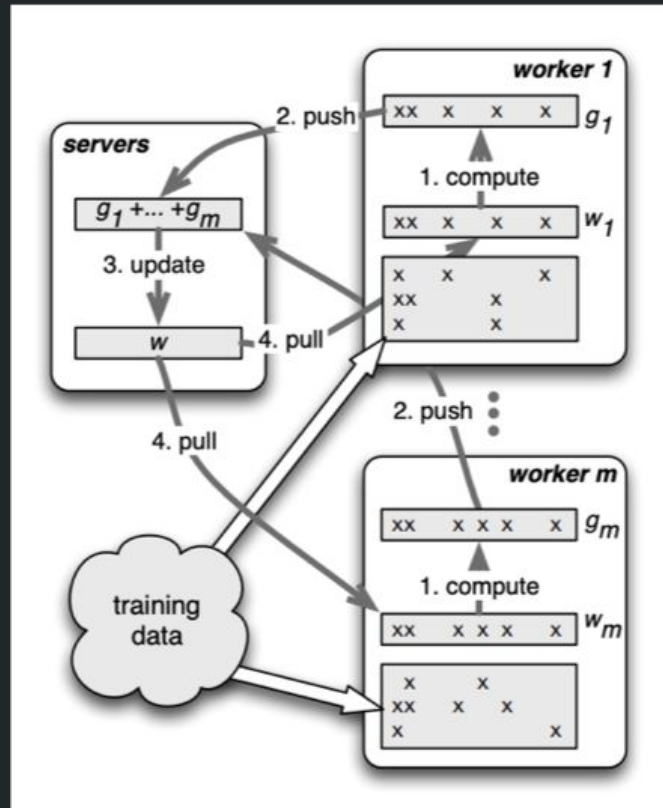 worker 1
xx x x x g1
2. push
1. compute
servers
g1 +... +gm
xx x x x w1
3. update
x x x
xx x
x x
w
4. pull
2. push
4. pull
worker m
xx x x x x gm
1. compute
training
data
xx x x x x wm
x x
xx x x
x x